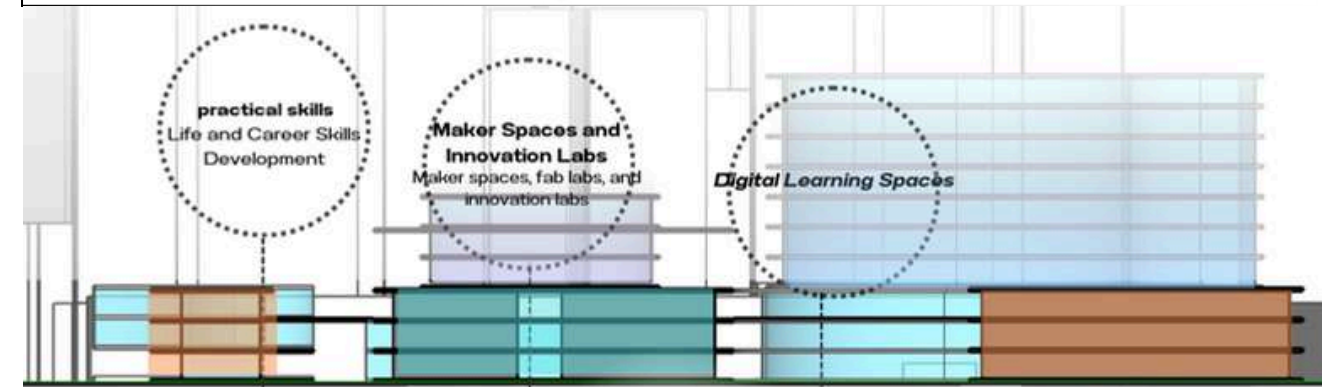 practical skills
Life and Career Skills
Development
Maker Spaces and
Innovation Labs
Maker spaces, fab labs, and
innovation labs
Digital Learning Spaces